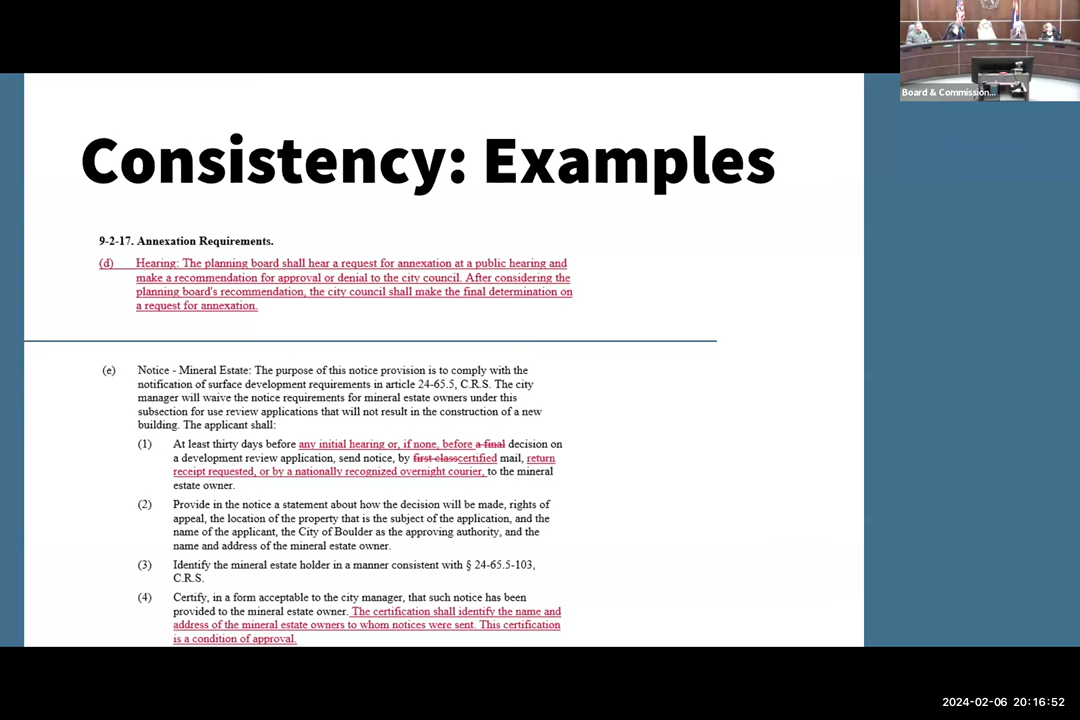 Board & Commission...
Consistency: Examples
9-2-17. Annexation Requirements.
(d) Hearing: The planning board shall hear a request for annexation at a public hearing and
make a recommendation for approval or denial to the city council. After considering the
planning board's recommendation, the city council shall make the final determination on
a request for annexation.
(e) Notice - Mineral Estate: The purpose of this notice provision is to comply with the
notification of surface development requirements in article 24-65.5, C.R.S. The city
manager will waive the notice requirements for mineral estate owners under this
subsection for use review applications that will not result in the construction of a new
building. The applicant shall:
(1) At least thirty days before any initial hearing or, if none, before a final decision on
a development review application, send notice, by first classcertified mail, return
receipt requested, or by a nationally recognized overnight courier, to the mineral
estate owner.
(2) Provide in the notice a statement about how the decision will be made, rights of
appeal, the location of the property that is the subject of the application, and the
name of the applicant, the City of Boulder as the approving authority, and the
name and address of the mineral estate owner.
(3) Identify the mineral estate holder in a manner consistent with § 24-65.5-103,
C.R.S.
(4) Certify, in a form acceptable to the city manager, that such notice has been
provided to the mineral estate owner. The certification shall identify the name and
address of the mineral estate owners to whom notices were sent. This certification
is a condition of approval.
2024-02-06 20:16:52